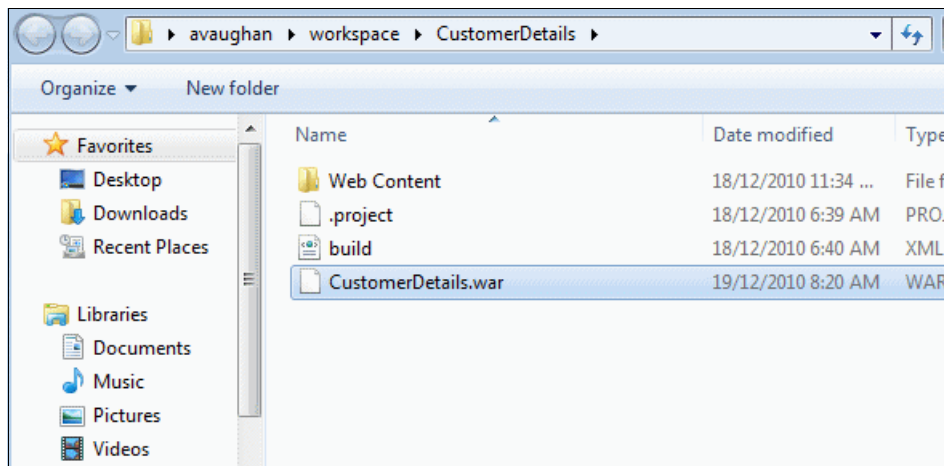 avaughan workspace CustomerDetails
Organize New folder
Favorites
Desktop
Downloads
Recent Places
Libraries
Documents
Music
Pictures
Videos
Name Date modified Type
Web Content 18/12/2010 11:34 ... File f
.project 18/12/2010 6:39 AM PRO
build 18/12/2010 6:40 AM XML
CustomerDetails.war 19/12/2010 8:20 AM WAR